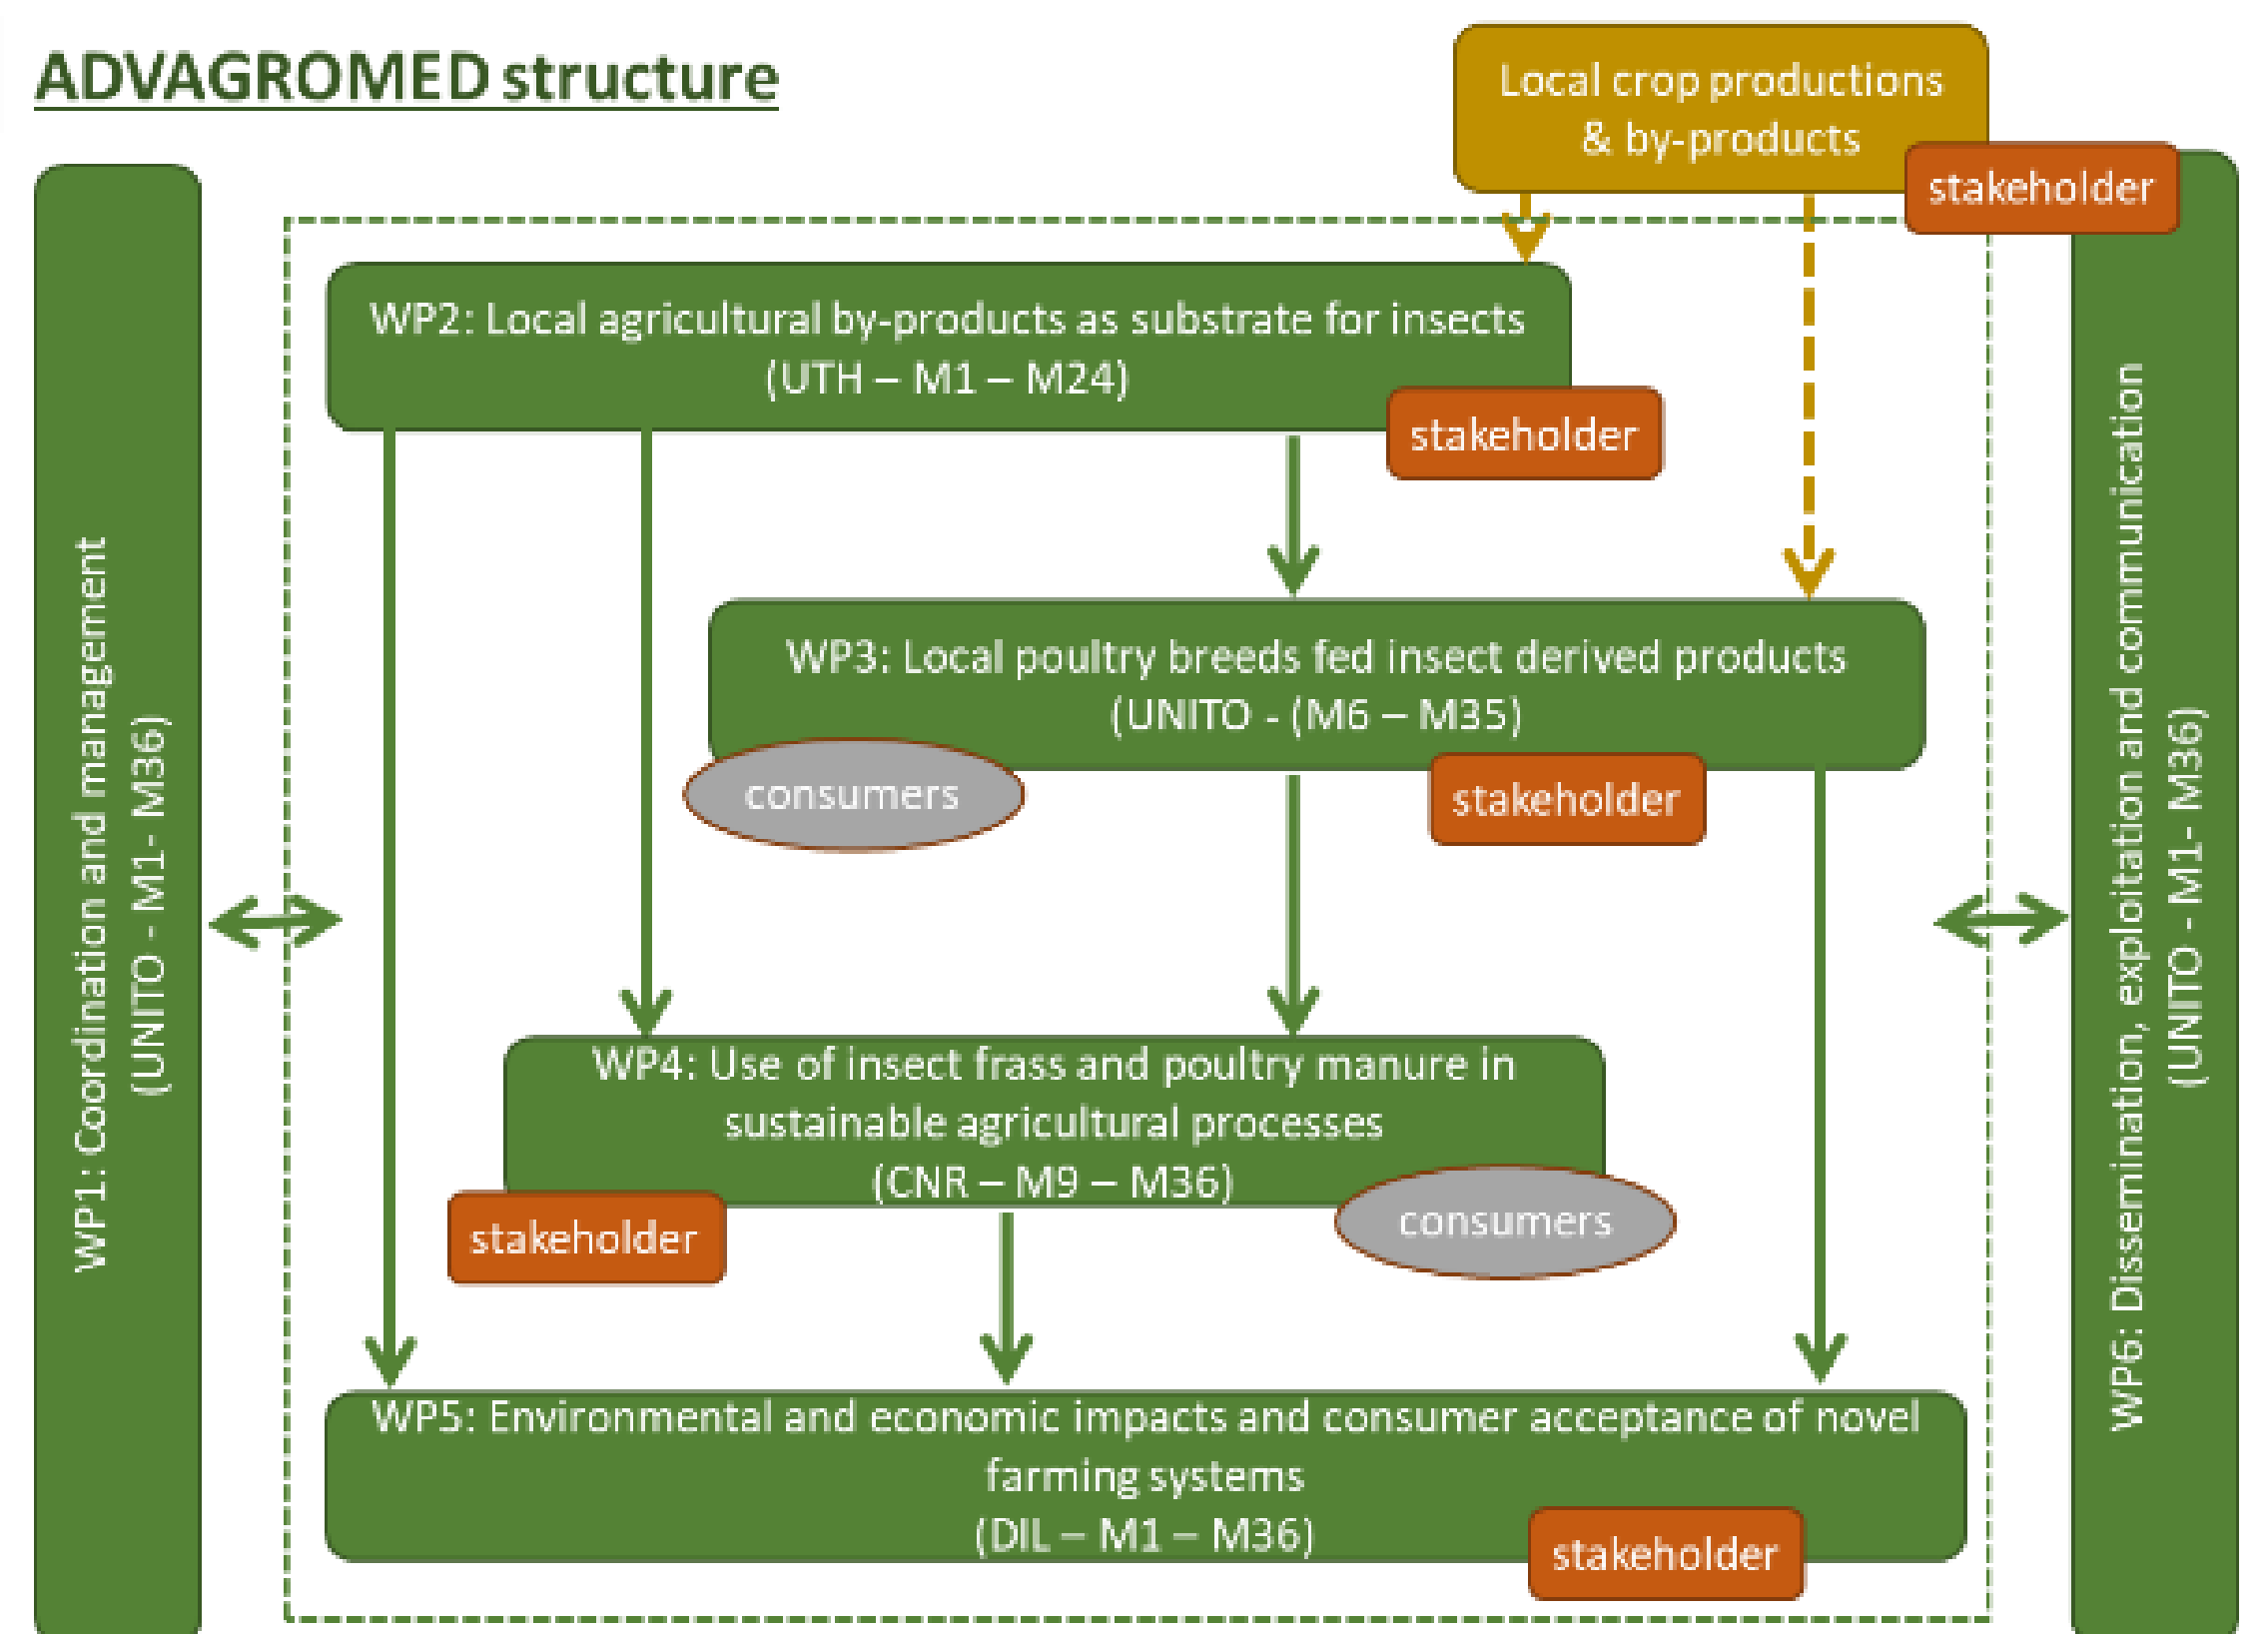 ADVAGROMED structure
Local crop productions
& by-products
stakeholder
WP1: Coordination and management
(UNITO - M1- M36)
WP2: Local agricultural by-products as substrate for insects
(UTH – M1 – M24)
stakeholder
WP3: Local poultry breeds fed insect derived products
(UNITO - (M6 – M35)
consumers
stakeholder
WP4: Use of insect frass and poultry manure in
sustainable agricultural processes
(CNR – M9 – M36)
stakeholder
consumers
WP5: Environmental and economic impacts and consumer acceptance of novel
farming systems
(DIL – M1 – M36)
stakeholder
WP6: Dissemination, exploitation and communication
(UNITO - M1- M36)